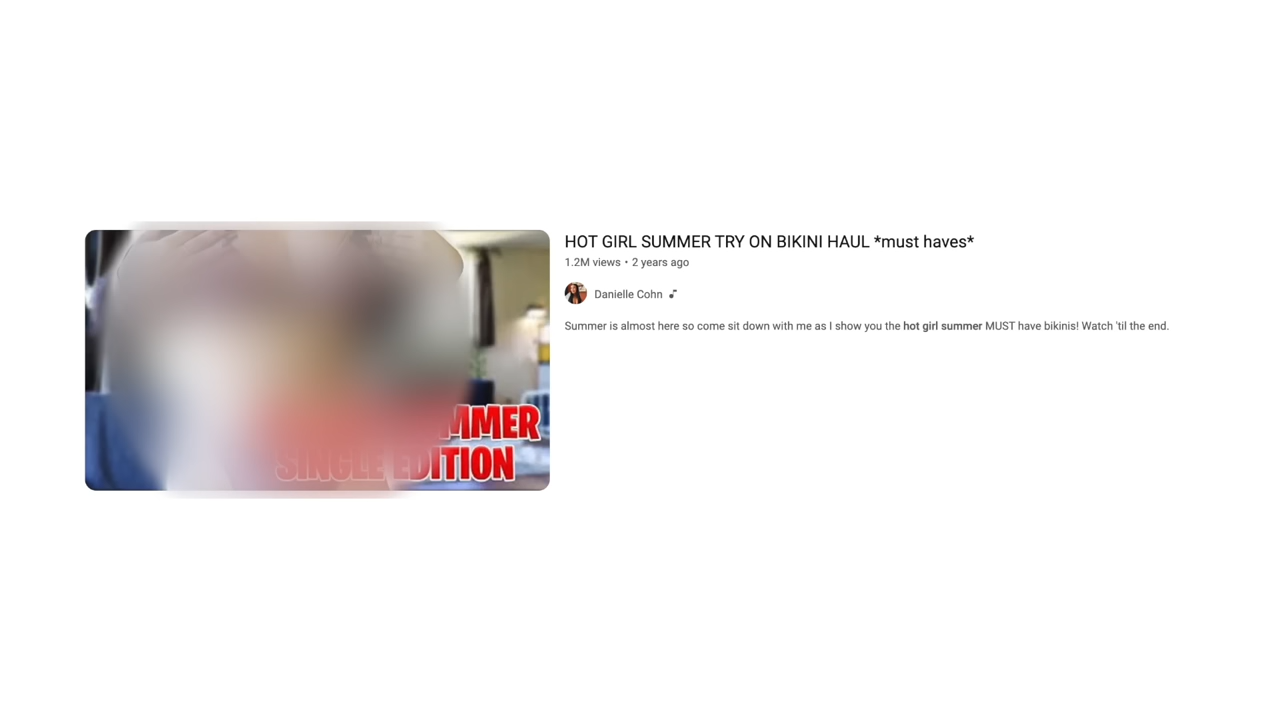 HOT GIRL SUMMER TRY ON BIKINI HAUL *must haves*
1.2M views • 2 years ago
Danielle Cohn
Summer is almost here so come sit down with me as I show you the hot girl summer MUST have bikinis! Watch 'til the end.
MMER
SINGLE EDITION